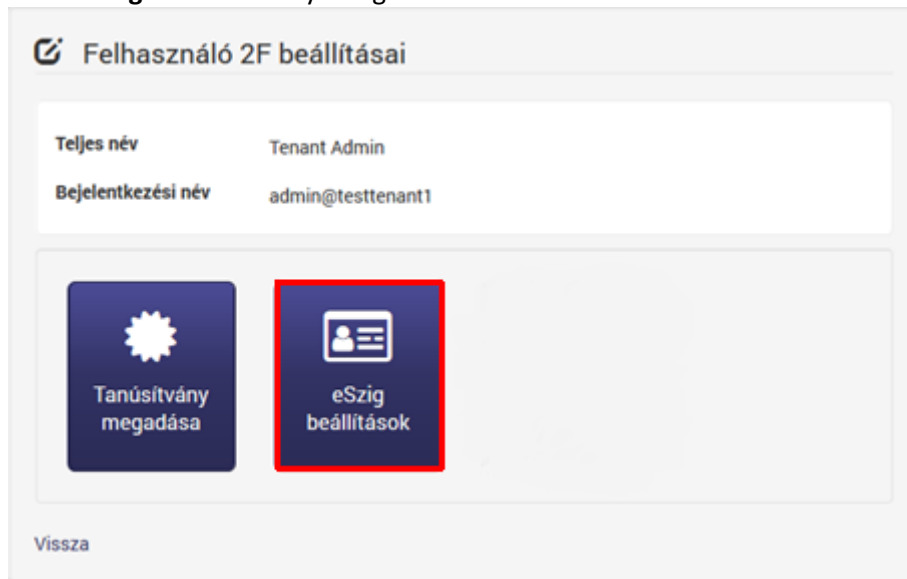 Felhasználó 2F beállításai
Teljes név Tenant Admin
Bejelentkezési név admin@testtenant1
Tanúsítvány
megadása
eSzig
beállítások
Vissza